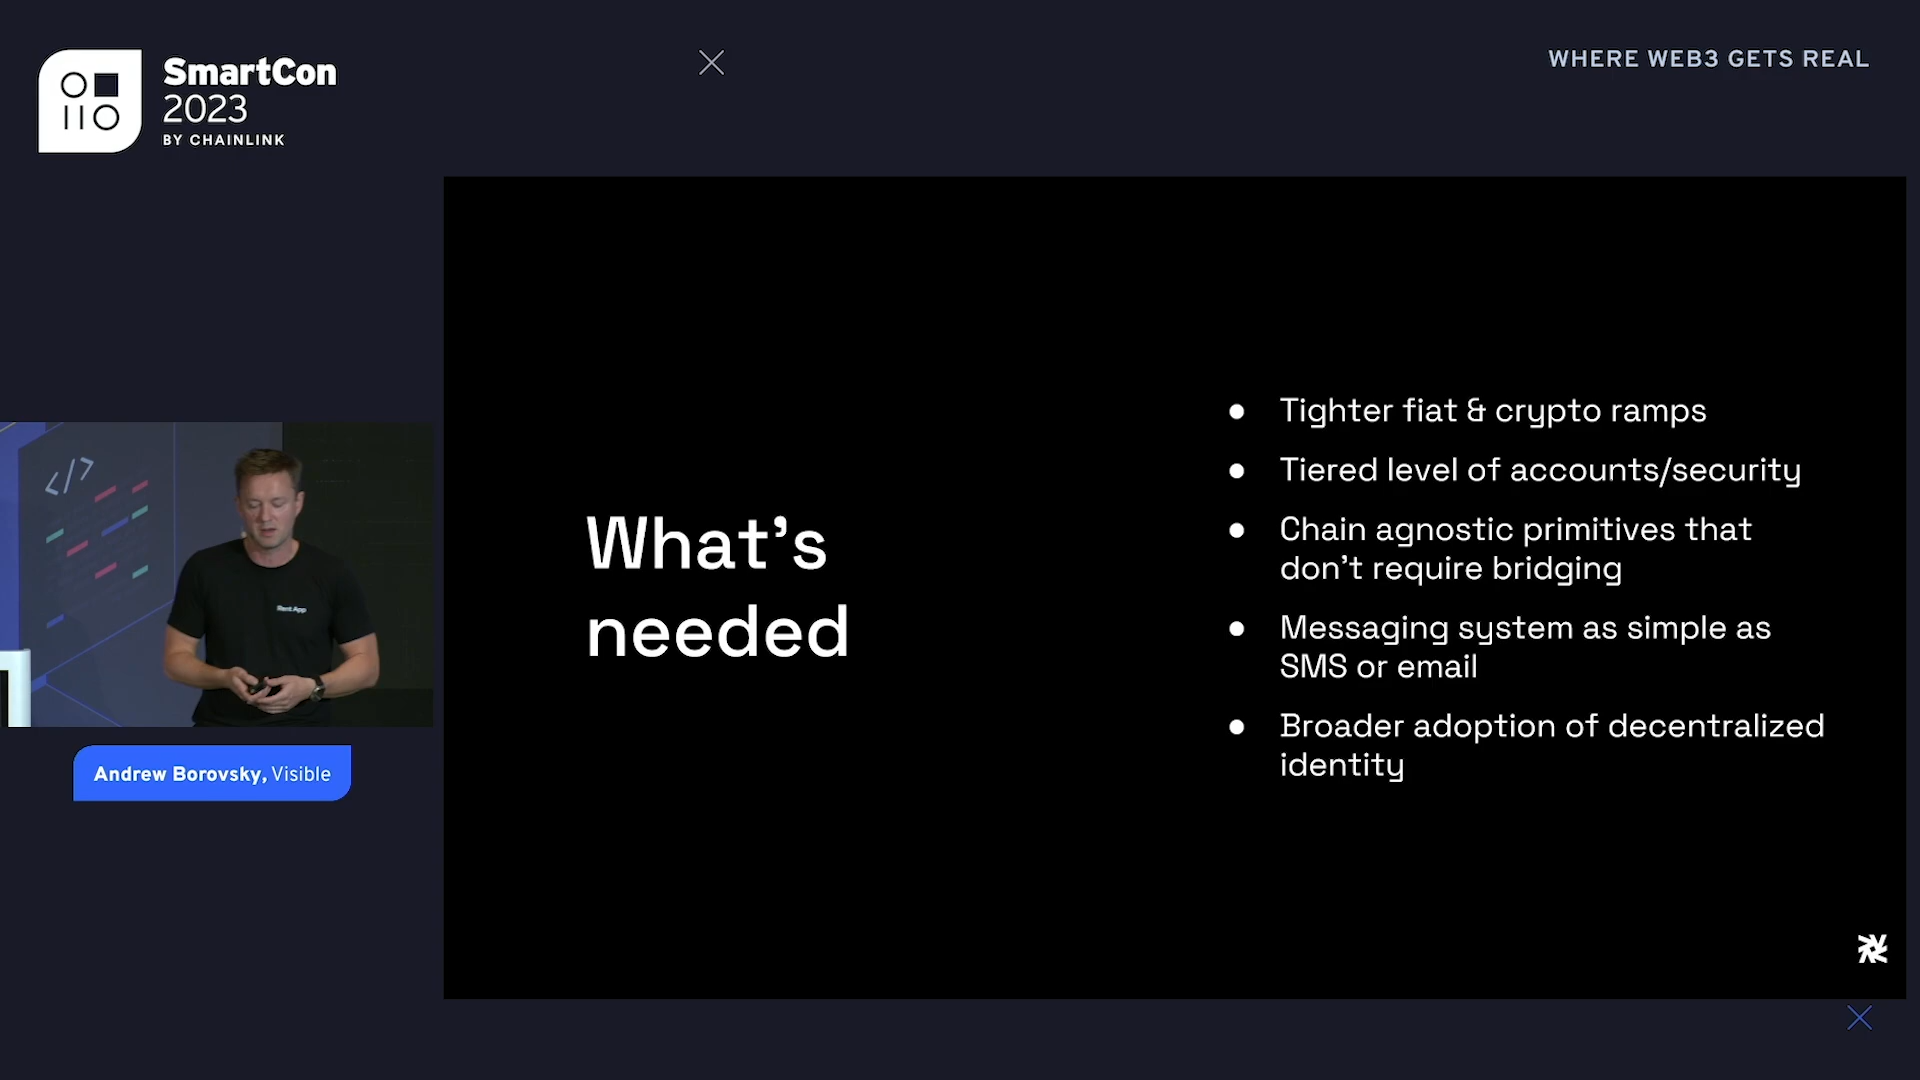 SmartCon
2023
BY CHAINLINK
WHERE WEB3 GETS REAL
</>
Rent App
Andrew Borovsky, Visible
What’s
needed
● Tighter fiat & crypto ramps
● Tiered level of accounts/security
● Chain agnostic primitives that
don’t require bridging
● Messaging system as simple as
SMS or email
● Broader adoption of decentralized
identity